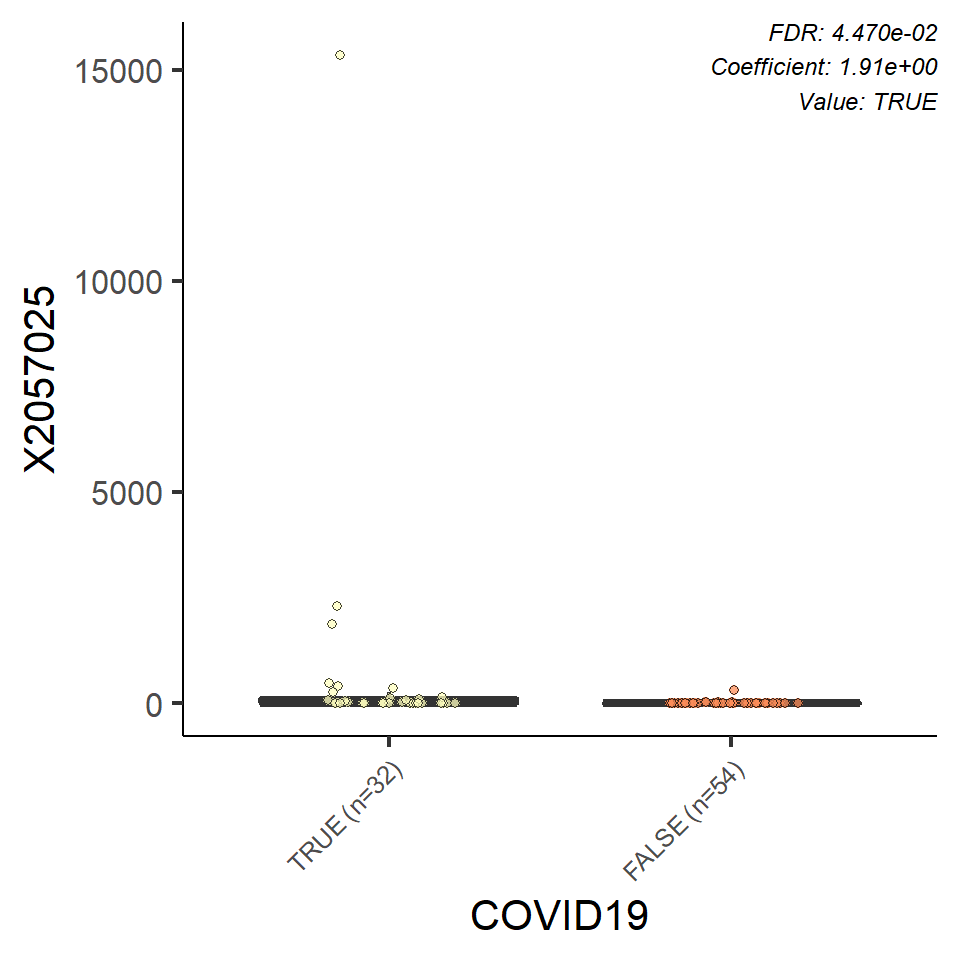 FDR: 4.470e-02
Coefficient: 1.91e+00
Value: TRUE
15000
10000
5000
0
X2057025
TRUE (n=32)
FALSE (n=54)
COVID19